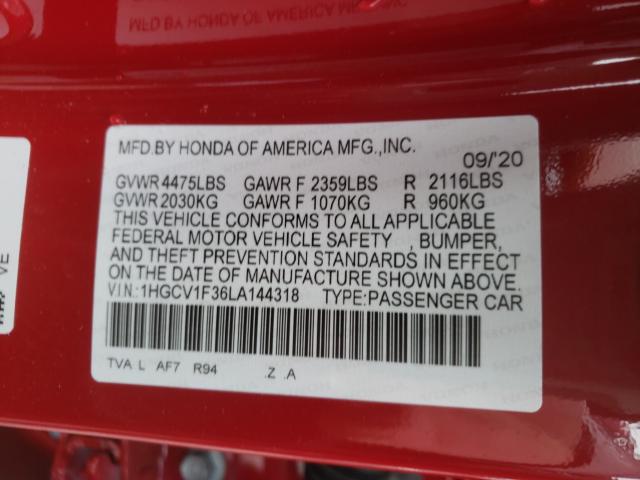 MFD.BY HONDA OF AMERICA MFG.,INC.
09/'20
GVWR 4475LBS GAWR F 2359LBS R 2116LBS
GVWR 2030KG GAWR F 1070KG R 960KG
THIS VEHICLE CONFORMS TO ALL APPLICABLE
FEDERAL MOTOR VEHICLE SAFETY BUMPER,
AND THEFT PREVENTION STANDARDS IN EFFECT
ON THE DATE OF MANUFACTURE SHOWN ABOVE.
VIN:1HGCV1F36LA144318 TYPE:PASSENGER CAR
TVA L AF7 R94 .Z .A
VE